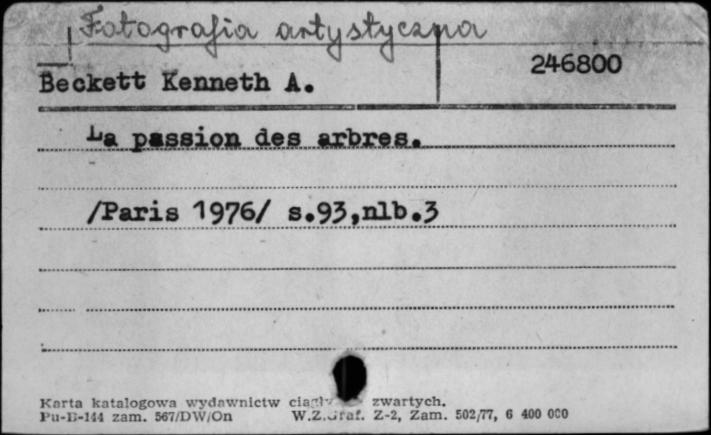 Fotografia artystyczna
246800
Beckett Kenneth A.
La passion des arbres.
/Paris 1976/ s.93,nlb.3
Karta katalogowa wydawnictw zwartych.
Pu-B-144 zam. 567/DW/On W.Z.Graf. Z-2, Zam. 502/77, 6 400 000